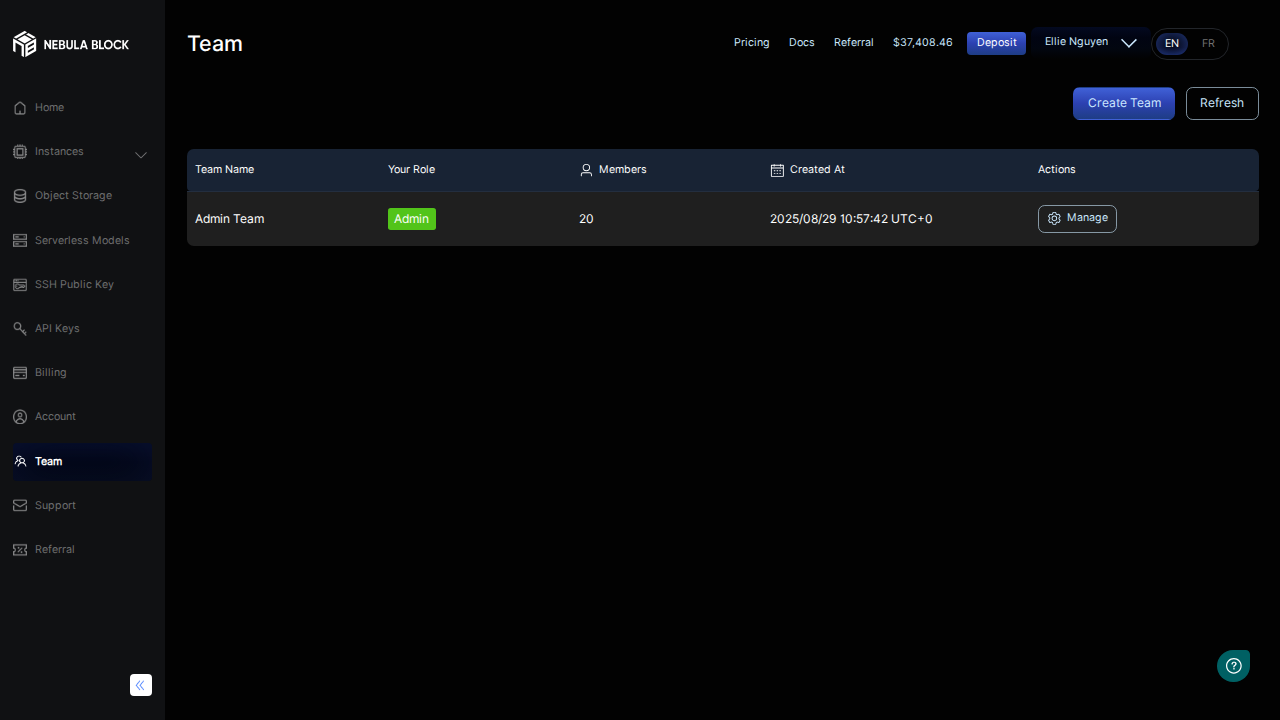 NEBULA BLOCK
Team
Pricing
Docs
Referral
$37,408.46
Deposit
Ellie Nguyen
EN
FR
Home
Instances
Object Storage
Serverless Models
SSH Public Key
API Keys
Billing
Account
Team
Support
Referral
Create Team
Refresh
Team Name
Your Role
Members
Created At
Actions
Admin Team
Admin
20
2025/08/29 10:57:42 UTC+0
Manage